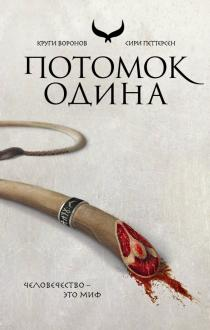 КРУГИ ВОРОНОВ СИРИ ПЕТТЕРСЕН
ПОТОМОК
ОДИНА
ЧЕЛОВЕЧЕСТВО –
ЭТО МИФ